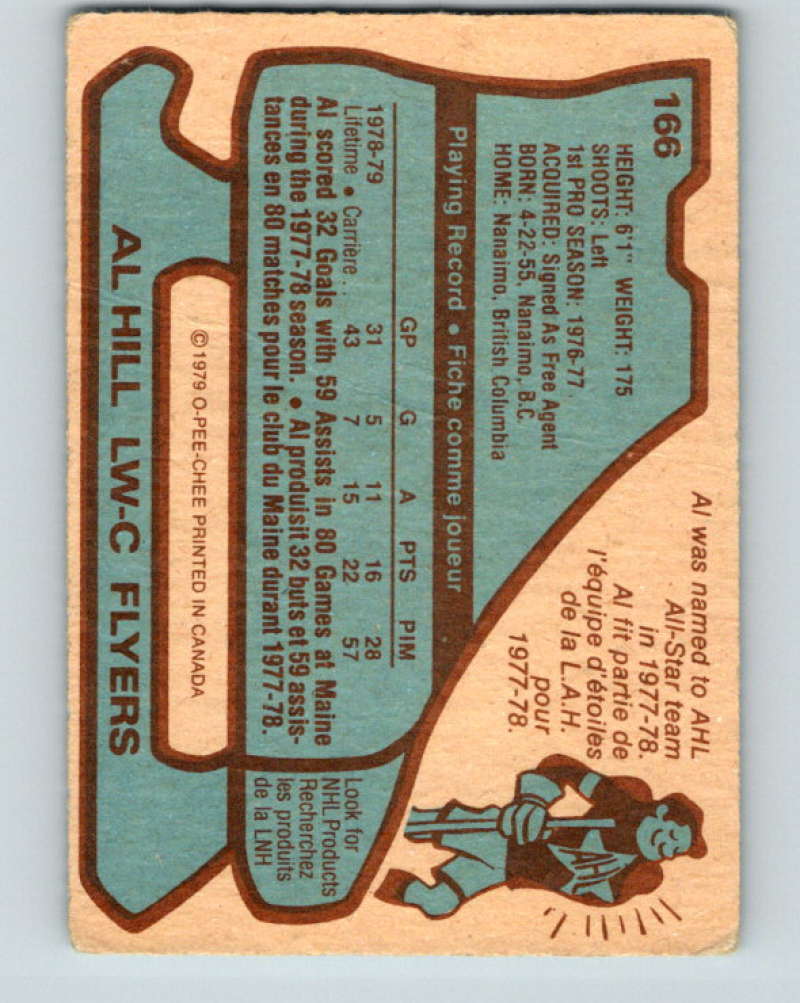 166
HEIGHT: 6'1" WEIGHT: 175
SHOOTS: Left
1st PRO SEASON: 1976-77
ACQUIRED: Signed As Free Agent
BORN: 4-22-55, Nanaimo, B.C.
HOME: Nanaimo, British Columbia
Al was named to AHL
All-Star team
in 1977-78.
Al fit partie de
l'équipe d'étoiles
de la L.A.H.
pour
1977-78.
AHL
Playing Record • Fiche comme joueur
GP G A PTS PIM
1978-79 31 5 11 16 28
Lifetime • Carrière .. 43 7 15 22 57
Al scored 32 Goals with 59 Assists in 80 Games at Maine
during the 1977-78 season. • Al produisit 32 buts et 59 assis-
tances en 80 matches pour le club du Maine durant 1977-78.
Look for
NHL Products
Recherchez
les produits
de la LNH
©1979 O-PEE-CHEE PRINTED IN CANADA
AL HILL LW-C FLYERS